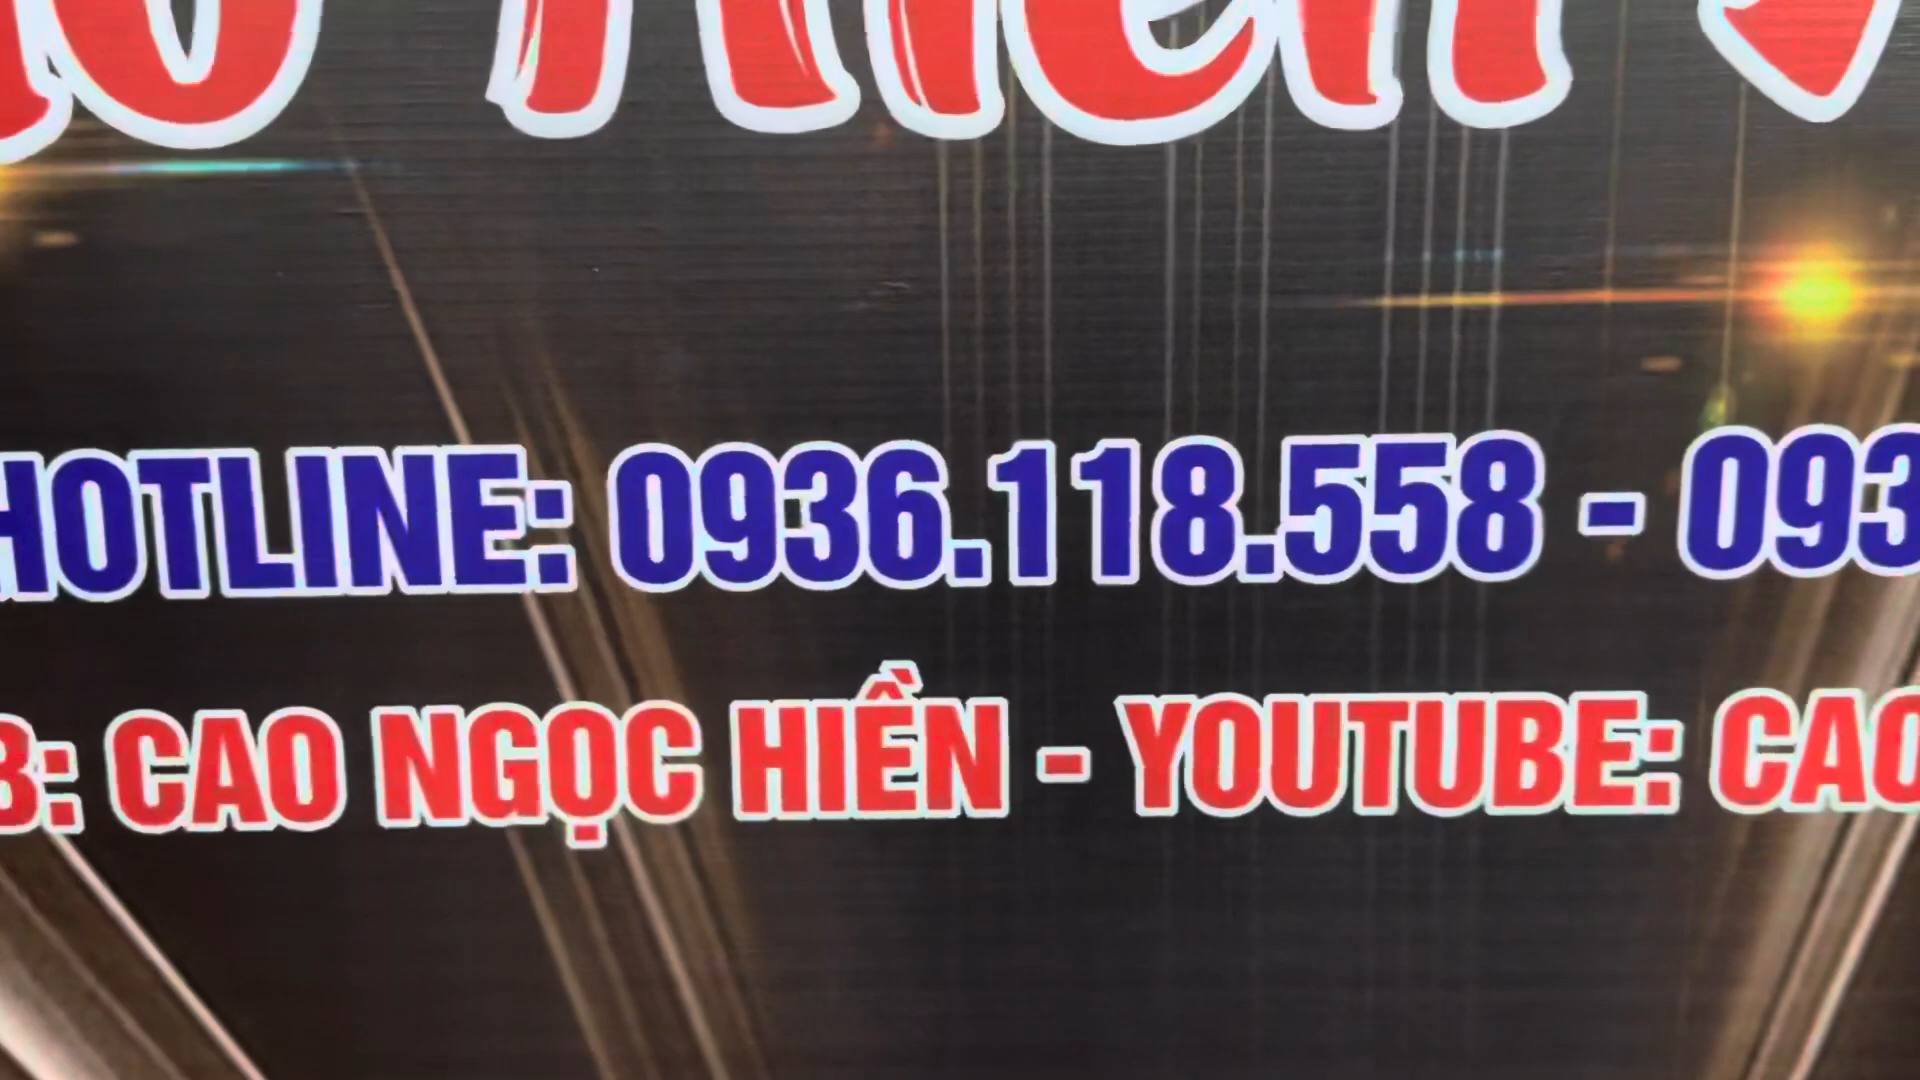 HOTLINE: 0936.118.558 - 093
B: CAO NGỌC HIỀN - YOUTUBE: CAO